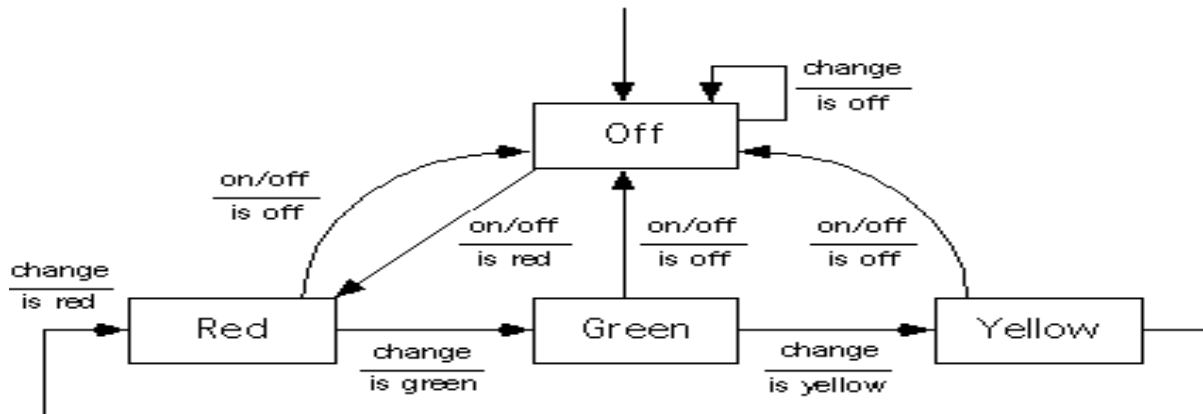 change
is off
Off
on/off
is off
on/off
is red
on/off
is off
on/off
is off
change
is red
Red
Green
Yellow
change
is green
change
is yellow